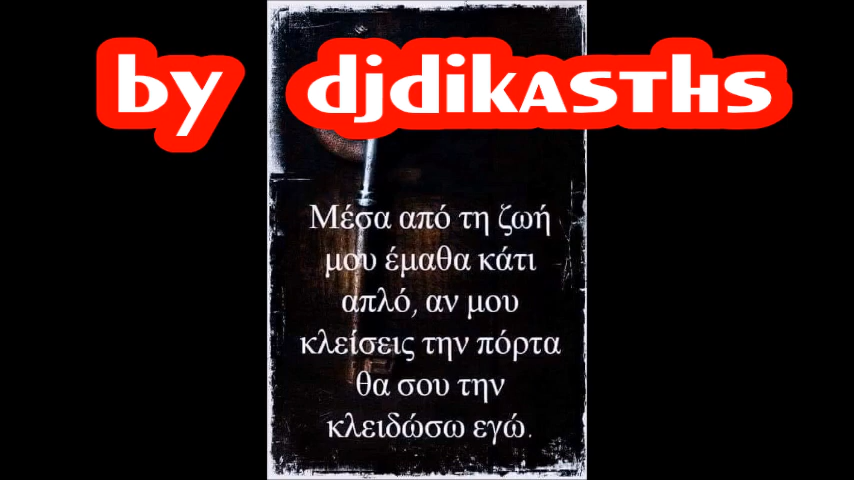 by djdikasths
Μέσα από τη ζωή
μου έμαθα κάτι
απλό, αν μου
κλείσεις την πόρτα
θα σου την
κλειδώσω εγώ.